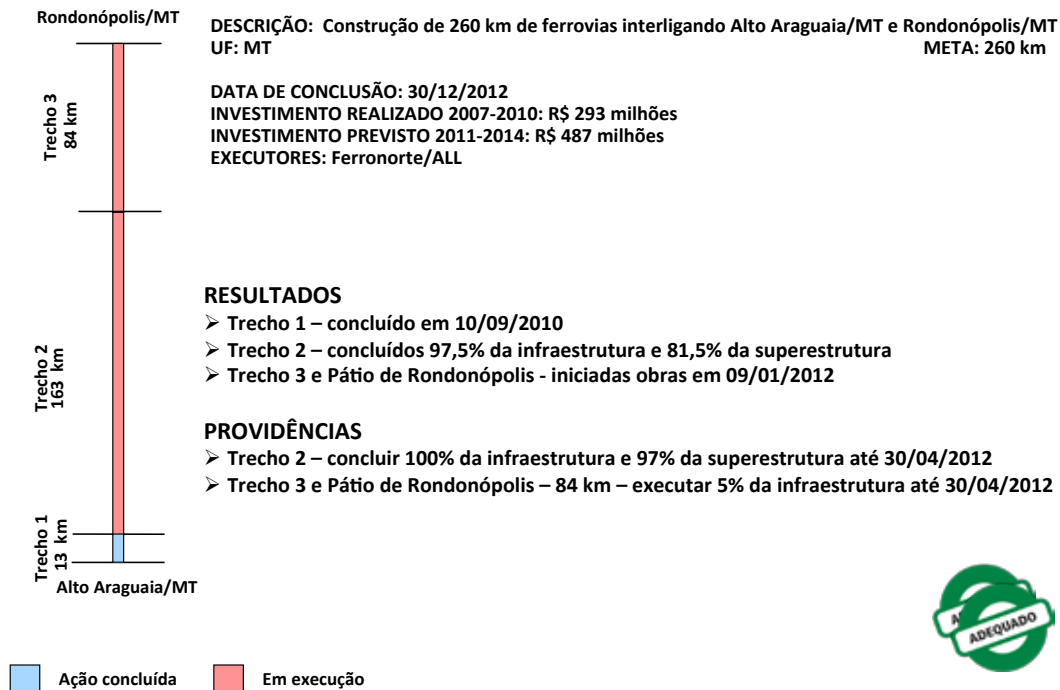 Rondonópolis/MT
DESCRIÇÃO: Construção de 260 km de ferrovias interligando Alto Araguaia/MT e Rondonópolis/MT
UF: MT META: 260 km
DATA DE CONCLUSÃO: 30/12/2012
INVESTIMENTO REALIZADO 2007-2010: R$ 293 milhões
INVESTIMENTO PREVISTO 2011-2014: R$ 487 milhões
EXECUTORES: Ferronorte/ALL
Trecho 3
84 km
RESULTADOS
➢ Trecho 1 – concluído em 10/09/2010
➢ Trecho 2 – concluídos 97,5% da infraestrutura e 81,5% da superestrutura
➢ Trecho 3 e Pátio de Rondonópolis - iniciadas obras em 09/01/2012
Trecho 2
163 km
PROVIDÊNCIAS
➢ Trecho 2 – concluir 100% da infraestrutura e 97% da superestrutura até 30/04/2012
➢ Trecho 3 e Pátio de Rondonópolis – 84 km – executar 5% da infraestrutura até 30/04/2012
Trecho 1
13 km
Alto Araguaia/MT
ADEQUADO
Ação concluída
Em execução